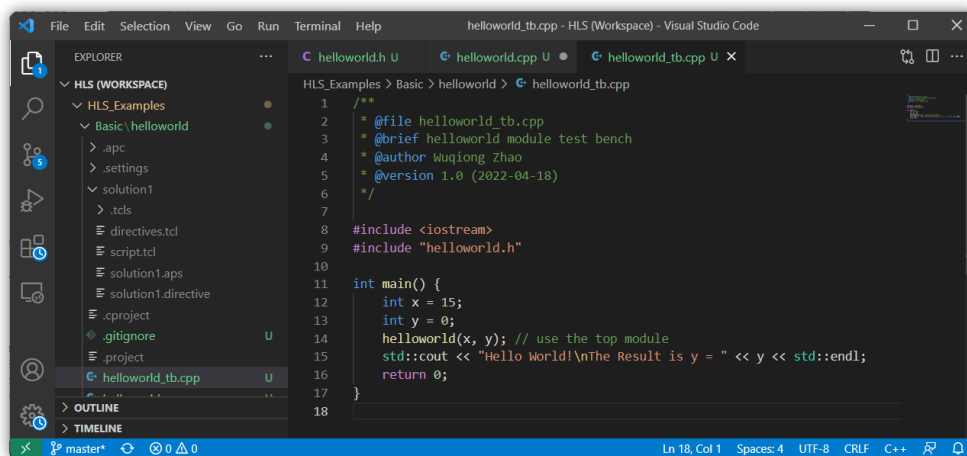 File Edit Selection View Go Run Terminal Help helloworld_tb.cpp - HLS (Workspace) - Visual Studio Code
EXPLORER
HLS (WORKSPACE)
HLS_Examples
Basic\helloworld
.apc
.settings
solution1
.tcls
directives.tcl
script.tcl
solution1.aps
solution1.directive
.cproject
.gitignore U
.project
helloworld_tb.cpp U
OUTLINE
TIMELINE
1
5
C helloworld.h U helloworld.cpp U helloworld_tb.cpp U
HLS_Examples > Basic > helloworld > helloworld_tb.cpp
1 /**
2 * @file helloworld_tb.cpp
3 * @brief helloworld module test bench
4 * @author Wuqiong Zhao
5 * @version 1.0 (2022-04-18)
6 */
7
8 #include <iostream>
9 #include "helloworld.h"
10
11 int main() {
12 int x = 15;
13 int y = 0;
14 helloworld(x, y); // use the top module
15 std::cout << "Hello World!\nThe Result is y = " << y << std::endl;
16 return 0;
17 }
18
master* 0 0 Ln 18, Col 1 Spaces: 4 UTF-8 CRLF C++